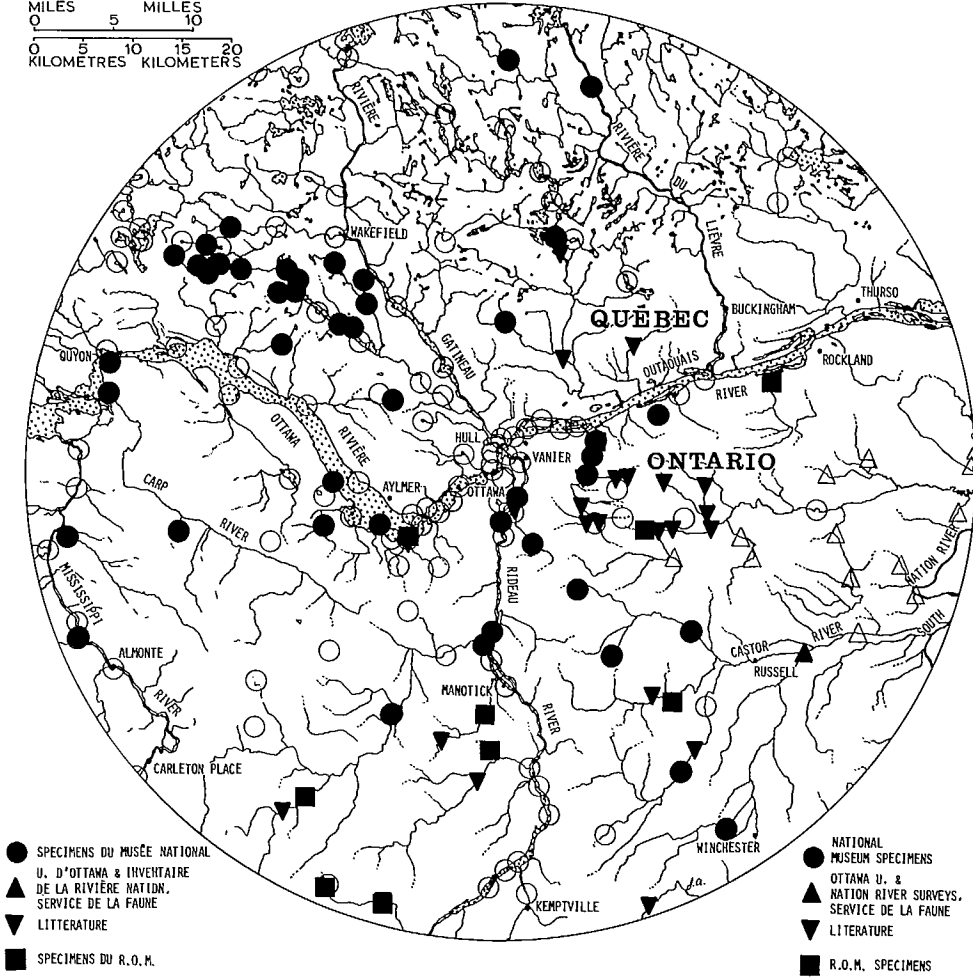 MILES MILLES
0 5 10
0 5 10 15 20
KILOMÈTRES KILOMETERS
RIVIÈRE
RIVIÈRE
DU
LIÈVRE
WAKEFIELD
THURSO
BUCKINGHAM
QUÉBEC
GATINEAU
QUYON
ROCKLAND
OUTAOUAIS
RIVER
OTTAWA
RIVIÈRE
HULL
VANIER
ONTARIO
CARP
AYLMER
OTTAWA
RIVER
NATION RIVER
MISSISSIPPI
RIDEAU
SOUTH
RIVER
CASTOR
RUSSELL
ALMONTE
MANOTICK
RIVER
RIVER
CARLETON PLACE
WINCHESTER
KEMPTVILLE
J.a.
SPECIMENS DU MUSÉE NATIONAL
U. D'OTTAWA & INVENTAIRE
DE LA RIVIÈRE NATION,
SERVICE DE LA FAUNE
LITTERATURE
SPECIMENS DU R.O.M.
NATIONAL
MUSEUM SPECIMENS
OTTAWA U. &
NATION RIVER SURVEYS,
SERVICE DE LA FAUNE
LITERATURE
R.O.M. SPECIMENS